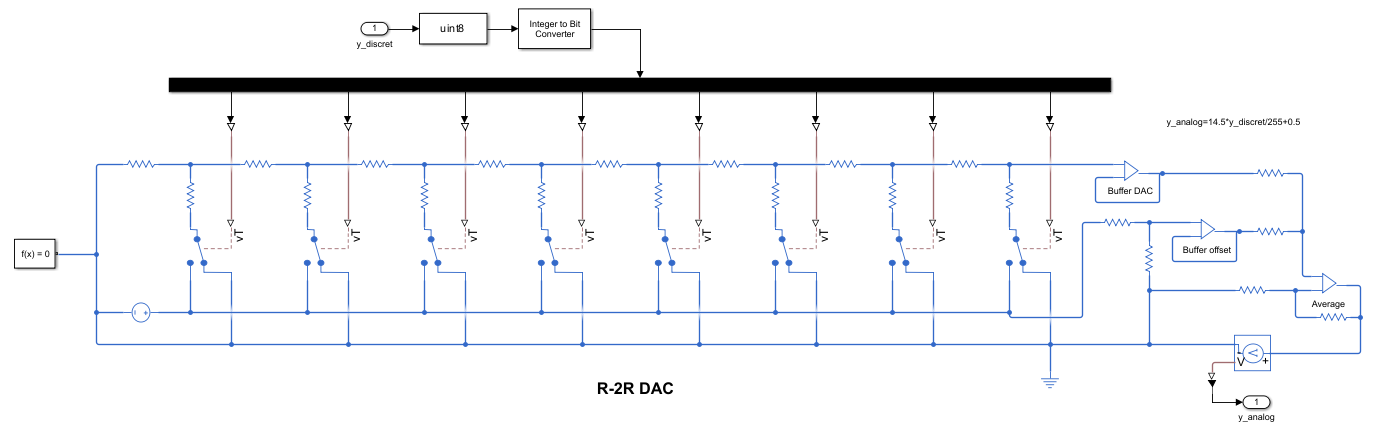 1
y_discret
uint8
Integer to Bit
Converter
y_analog=14.5*y_discret/255+0.5
Buffer DAC
VT
VT
VT
VT
VT
VT
VT
VT
f(x) = 0
Buffer offset
- +
Average
V
+
R-2R DAC
1
y_analog